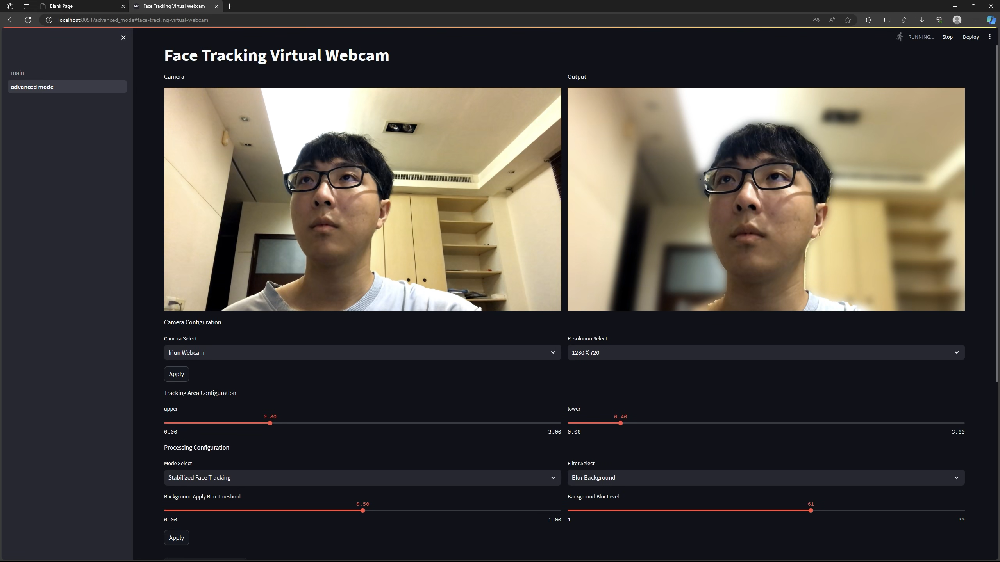 Blank Page
Face Tracking Virtual Webcam
localhost:8051/advanced_mode#face-tracking-virtual-webcam
RUNNING...
Stop
Deploy
main
advanced mode
Face Tracking Virtual Webcam
Camera
Output
Camera Configuration
Camera Select
Resolution Select
Iriun Webcam
1280 X 720
Apply
Tracking Area Configuration
upper
lower
0.80
0.40
0.00
3.00
0.00
3.00
Processing Configuration
Mode Select
Filter Select
Stabilized Face Tracking
Blur Background
Background Apply Blur Threshold
Background Blur Level
0.50
61
0.00
1.00
1
99
Apply